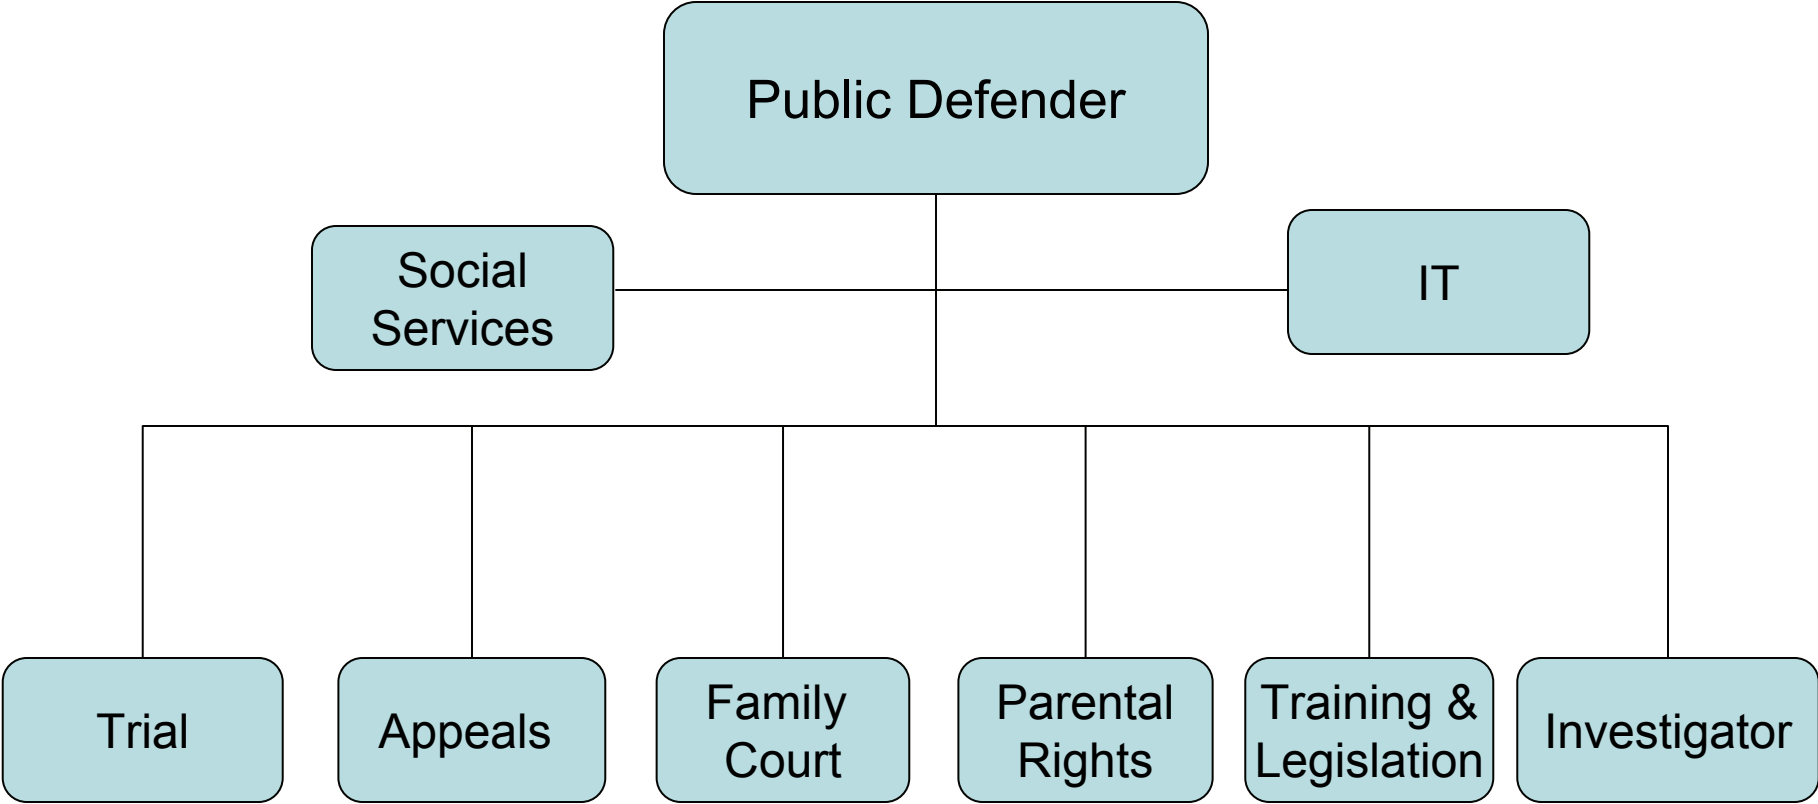 Public Defender
Social
Services
IT
Trial
Appeals
Family
Court
Parental
Rights
Training &
Legislation
Investigator